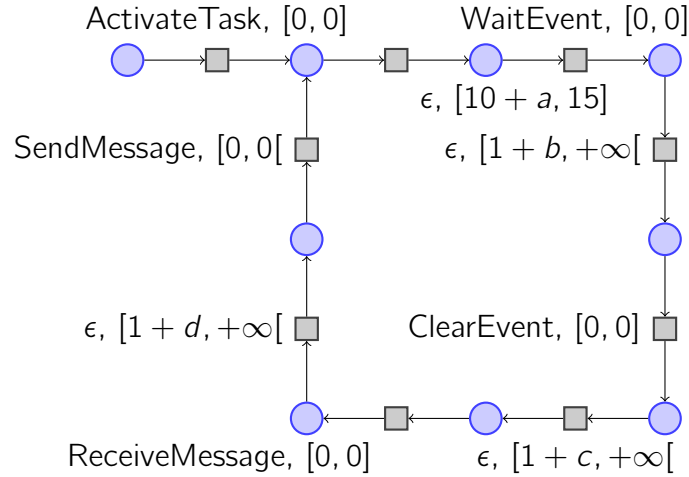 ActivateTask, [0, 0]
WaitEvent, [0, 0]
ϵ, [10 + a, 15]
SendMessage, [0, 0[
ϵ, [1 + b, +∞[
ϵ, [1 + d, +∞[
ClearEvent, [0, 0]
ReceiveMessage, [0, 0]
ϵ, [1 + c, +∞[